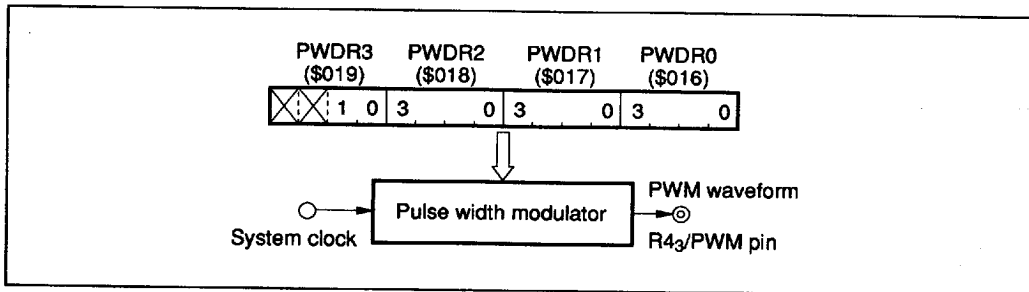 PWDR3 PWDR2 PWDR1 PWDR0
($019) ($018) ($017) ($016)
1 0 3 0 3 0 3 0
PWM waveform
Pulse width modulator
System clock
R4₃/PWM pin